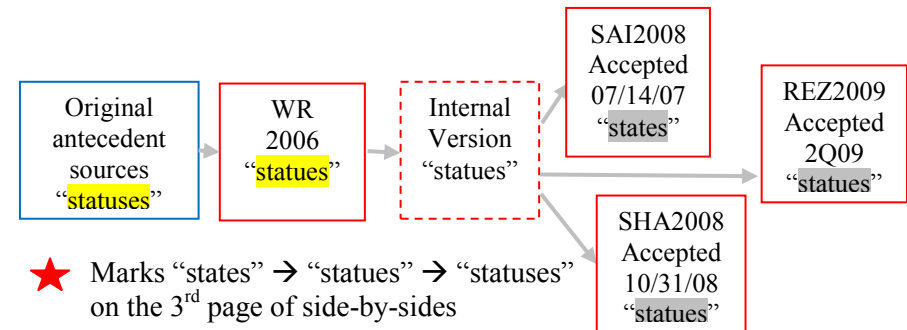 Original
antecedent
sources
“statuses”
WR
2006
“statues”
Internal
Version
“statues”
SAI2008
Accepted
07/14/07
“states”
REZ2009
Accepted
2Q09
“statues”
SHA2008
Accepted
10/31/08
“statues”
Marks “states” → “statues” → “statuses”
on the 3rd page of side-by-sides